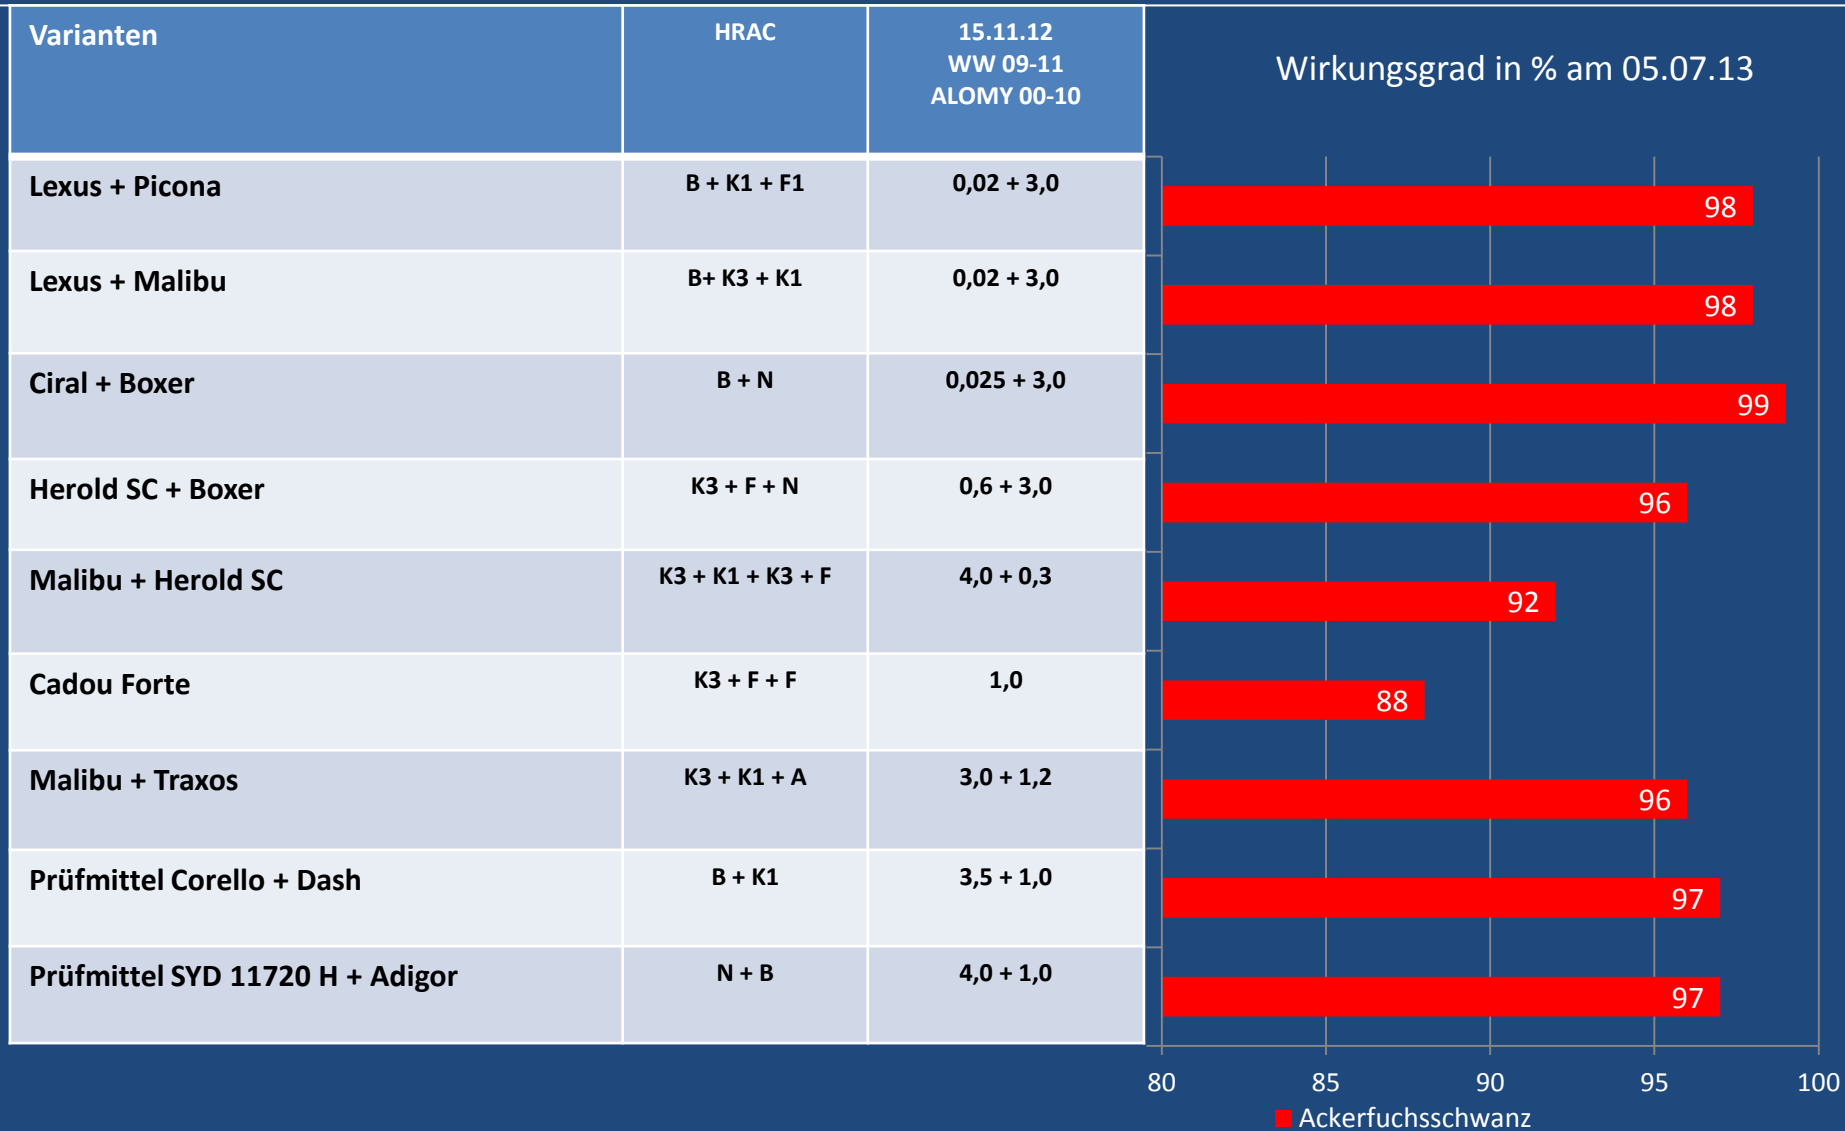 Varianten
HRAC
15.11.12
WW 09-11
ALOMY 00-10
Wirkungsgrad in % am 05.07.13
Lexus + Picona
B + K1 + F1
0,02 + 3,0
98
Lexus + Malibu
B+ K3 + K1
0,02 + 3,0
98
Ciral + Boxer
B + N
0,025 + 3,0
99
Herold SC + Boxer
K3 + F + N
0,6 + 3,0
96
Malibu + Herold SC
K3 + K1 + K3 + F
4,0 + 0,3
92
Cadou Forte
K3 + F + F
1,0
88
Malibu + Traxos
K3 + K1 + A
3,0 + 1,2
96
Prüfmittel Corello + Dash
B + K1
3,5 + 1,0
97
Prüfmittel SYD 11720 H + Adigor
N + B
4,0 + 1,0
97
80 85 90 95 100
Ackerfuchsschwanz